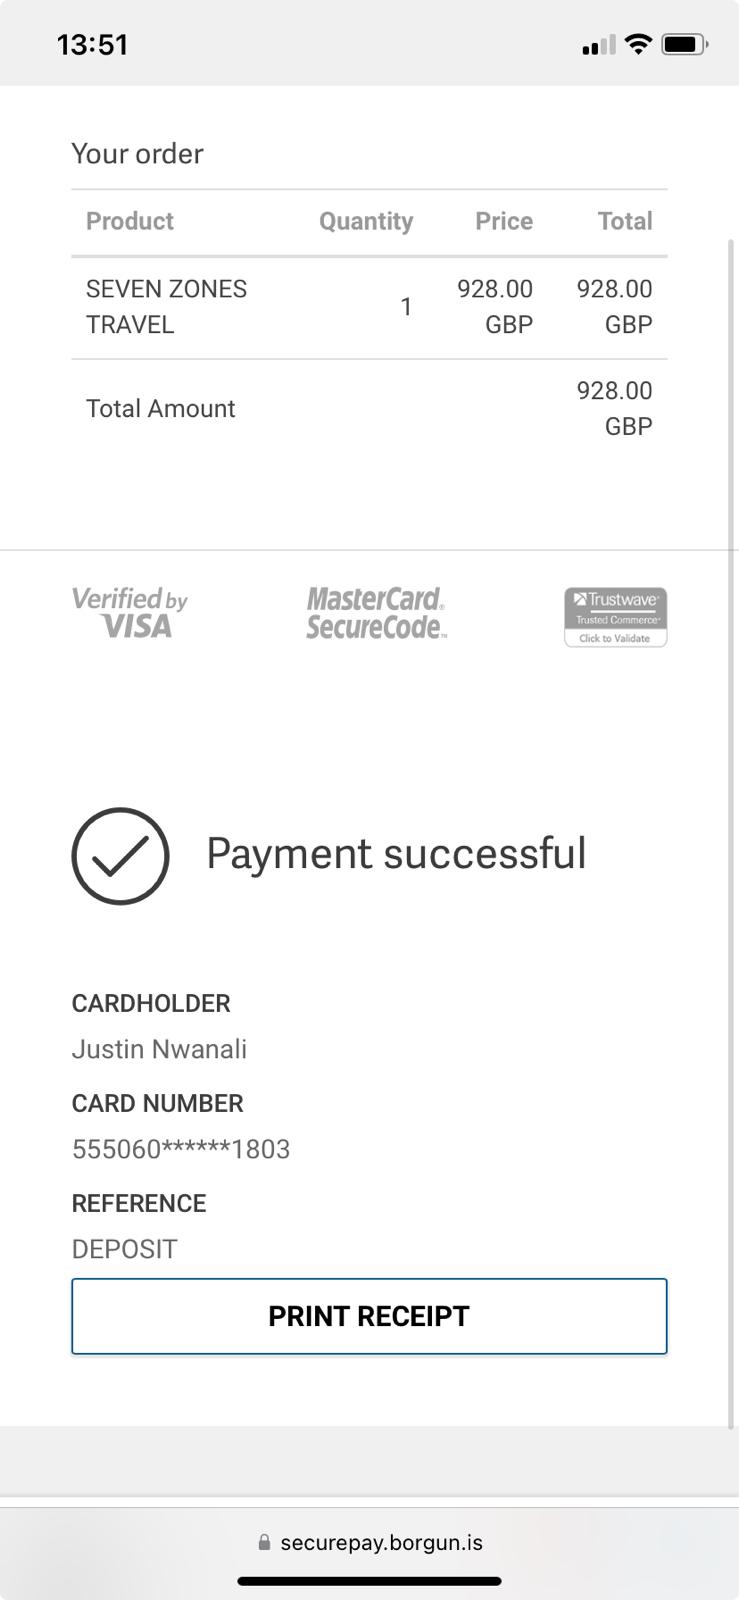 13:51
Your order
Product Quantity Price Total
SEVEN ZONES TRAVEL 1 928.00 GBP 928.00 GBP
Total Amount 928.00 GBP
Verified by VISA
MasterCard® SecureCode™
Trustwave®
Trusted Commerce℠
Click to Validate
Payment successful
CARDHOLDER
Justin Nwanali
CARD NUMBER
555060******1803
REFERENCE
DEPOSIT
PRINT RECEIPT
securepay.borgun.is